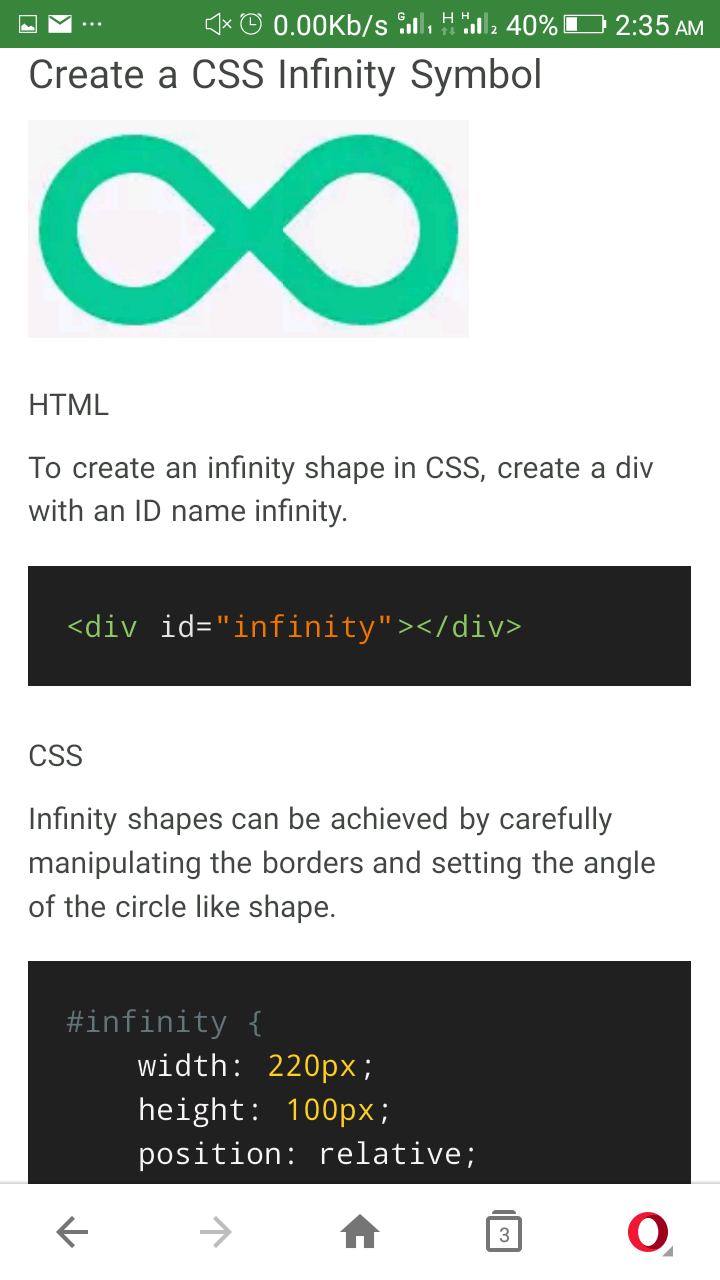 0.00Kb/s G 1 H H 2 40% 2:35 AM
Create a CSS Infinity Symbol
HTML
To create an infinity shape in CSS, create a div
with an ID name infinity.
<div id="infinity"></div>
CSS
Infinity shapes can be achieved by carefully
manipulating the borders and setting the angle
of the circle like shape.
#infinity {
width: 220px;
height: 100px;
position: relative;
3